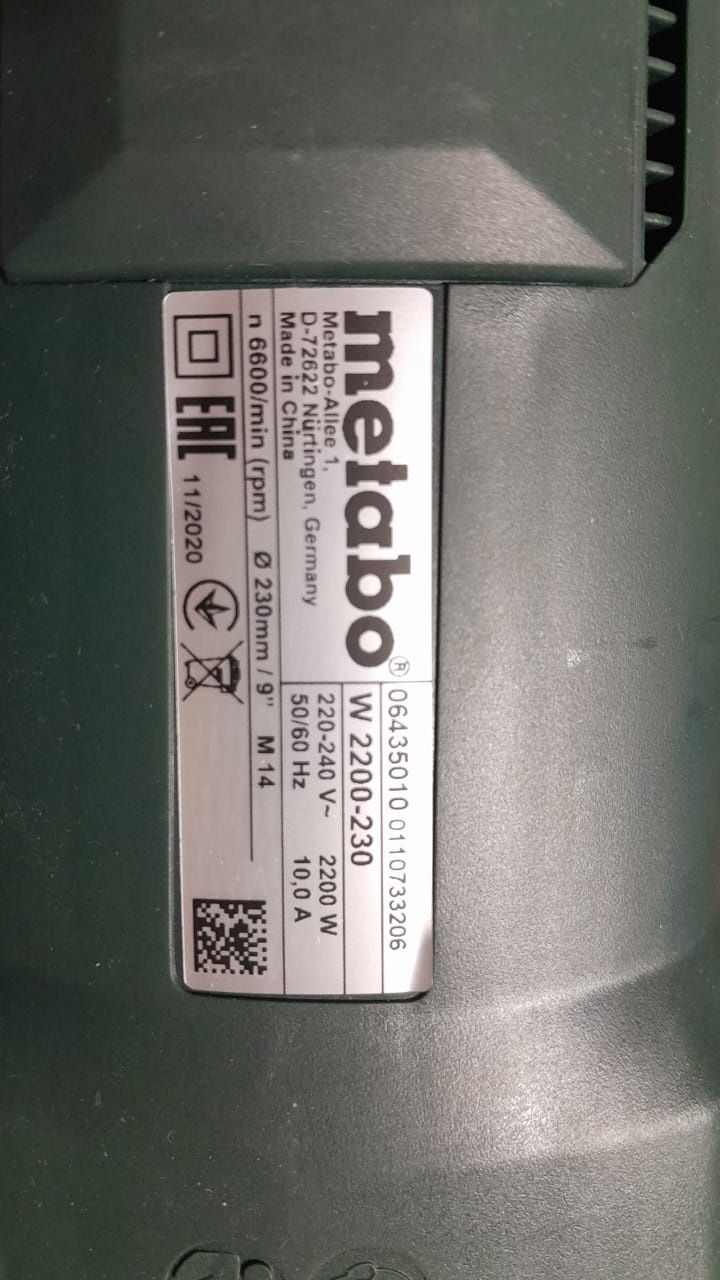 metabo®
Metabo-Allee 1,
D-72622 Nürtingen, Germany
Made in China
06435010 0110733206
W 2200-230
220-240 V~ 2200 W
50/60 Hz 10,0 A
n 6600/min (rpm) Ø 230mm / 9" M 14
EAC 11/2020